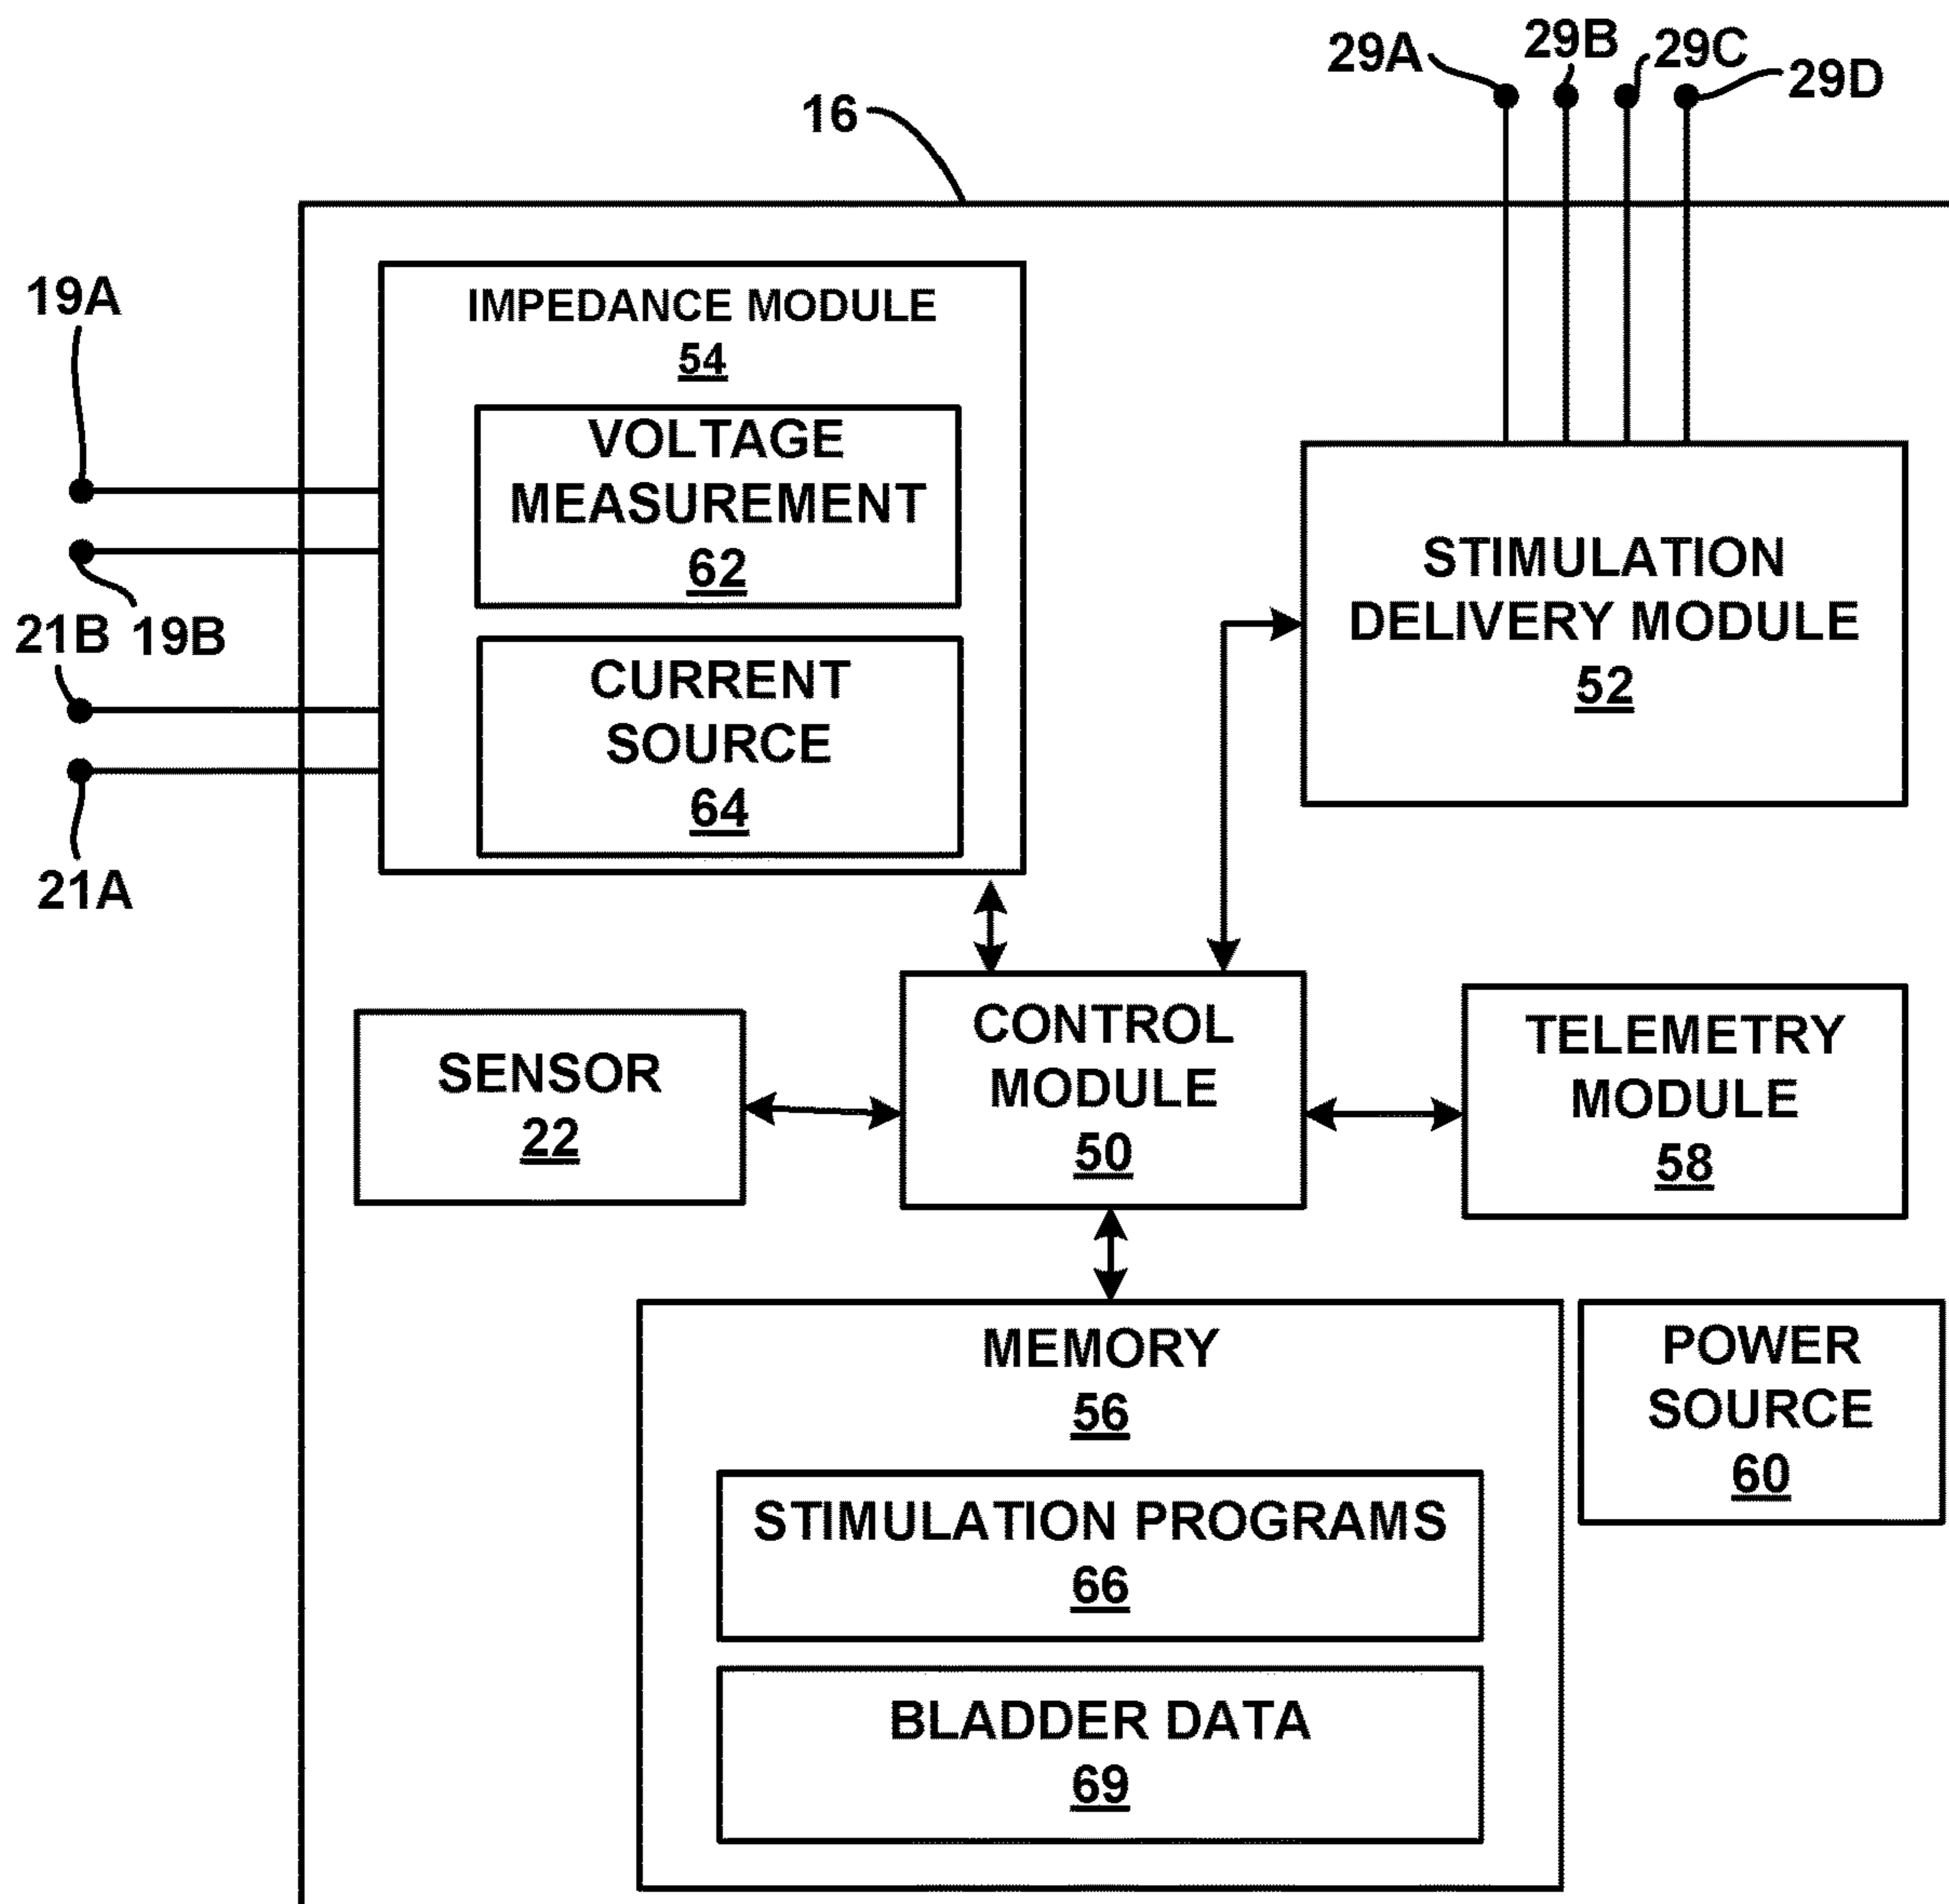 29A
29B
29C
29D
16
19A
19B
21B
21A
IMPEDANCE MODULE
54
VOLTAGE
MEASUREMENT
62
CURRENT
SOURCE
64
STIMULATION
DELIVERY MODULE
52
SENSOR
22
CONTROL
MODULE
50
TELEMETRY
MODULE
58
MEMORY
56
STIMULATION PROGRAMS
66
BLADDER DATA
69
POWER
SOURCE
60